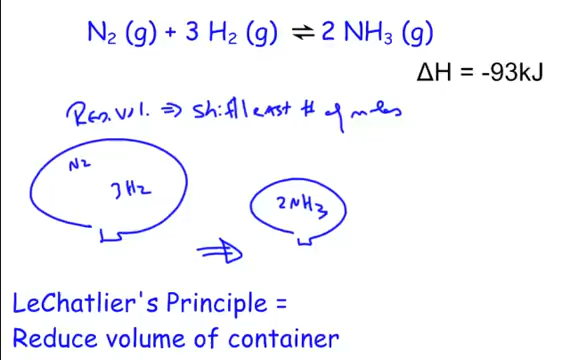 N₂ (g) + 3 H₂ (g) ⇌ 2 NH₃ (g)
ΔH = -93kJ
Red. vol. ⇒ shift least # of moles
N2
3H2
2NH3
⇒
LeChatlier's Principle =
Reduce volume of container